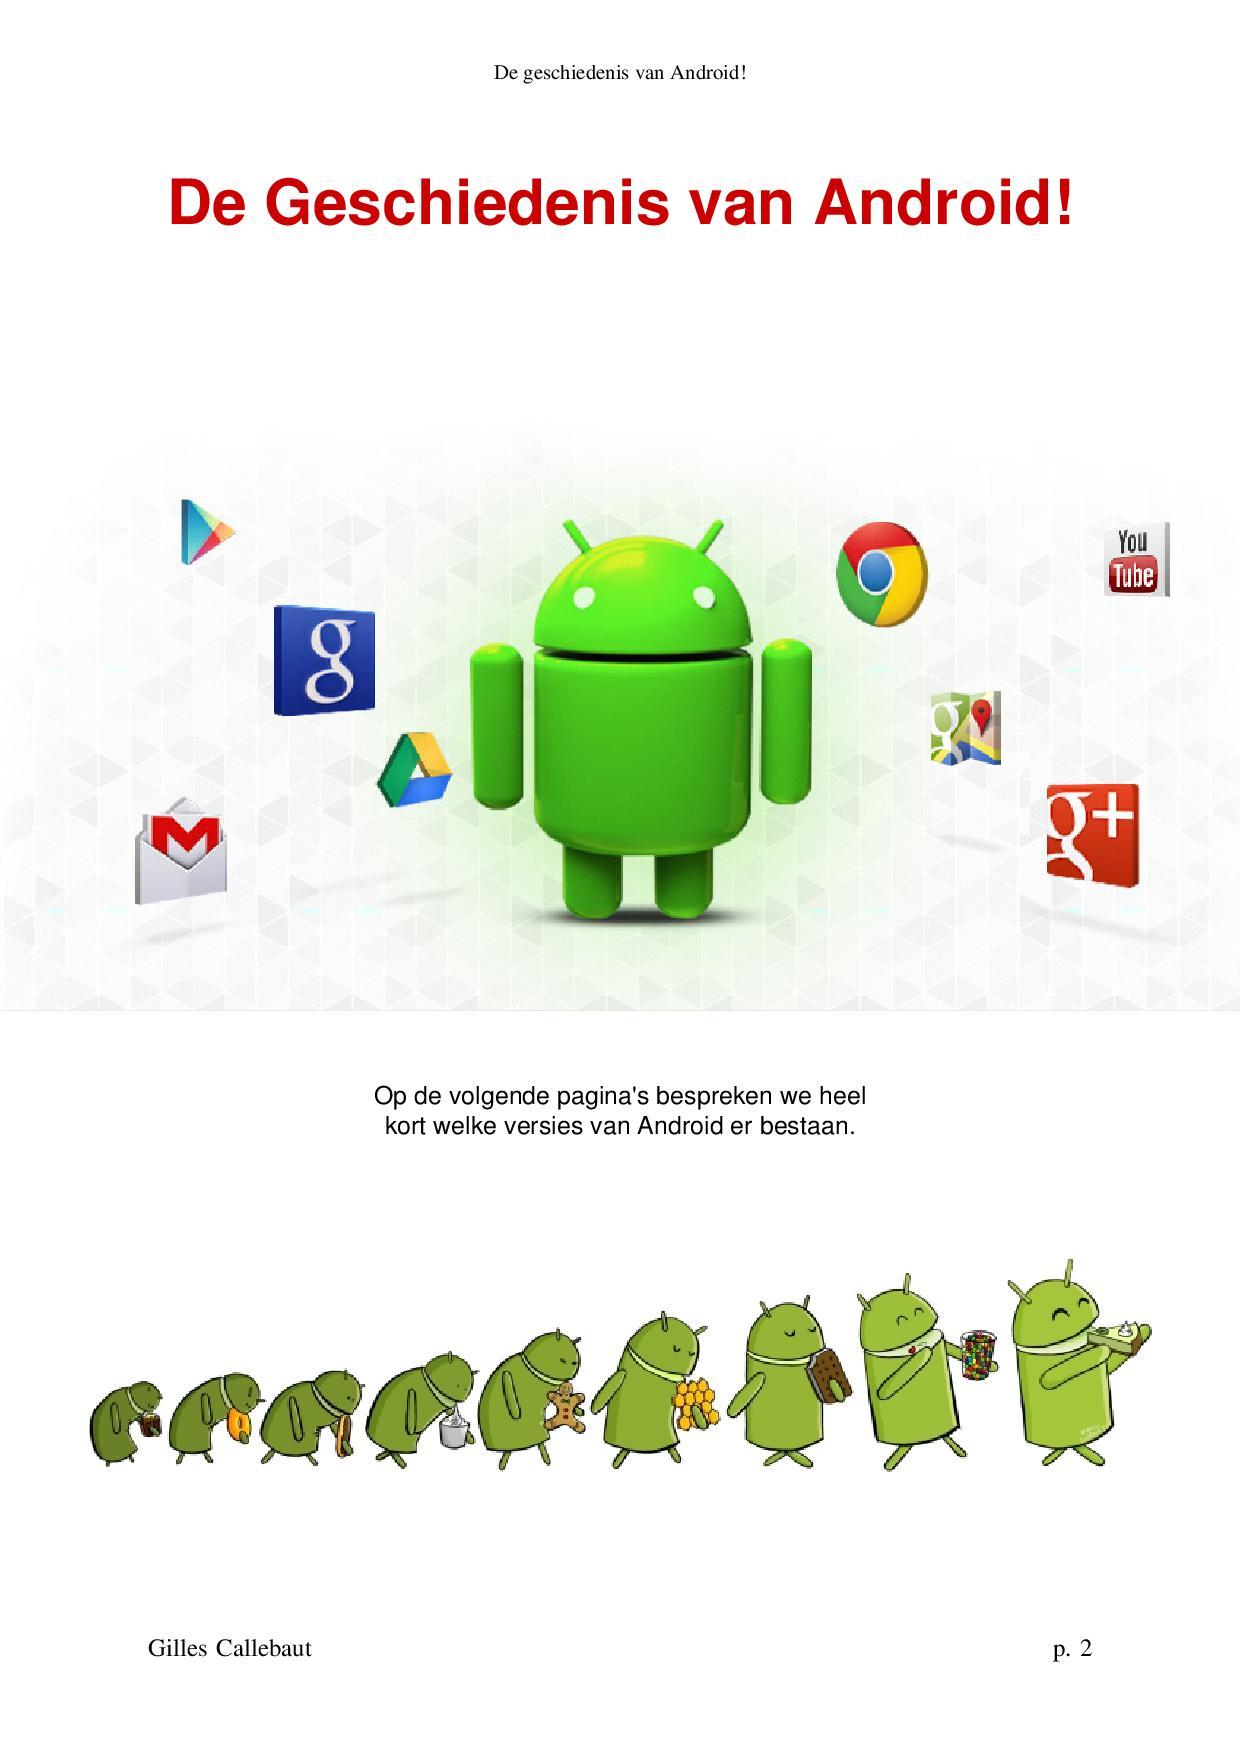 De geschiedenis van Android!
De Geschiedenis van Android!
You
Tube
g
g
g+
M
Op de volgende pagina's bespreken we heel
kort welke versies van Android er bestaan.
Gilles Callebaut p. 2